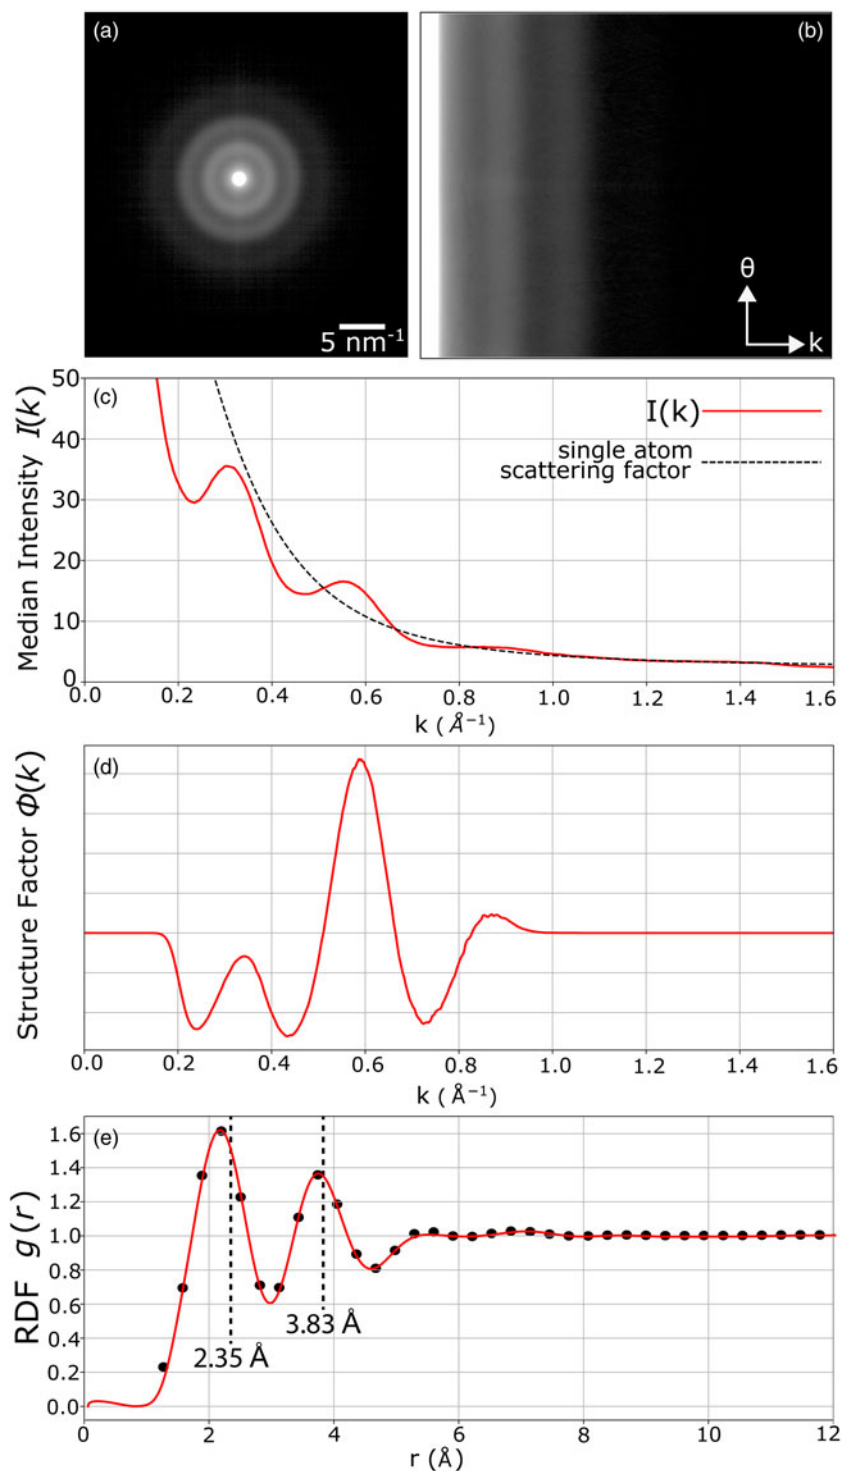 (a)
5 nm⁻¹
(b)
θ
k
(c)
Median Intensity I(k)
50
40
30
20
10
0
I(k)
single atom
scattering factor
0.0 0.2 0.4 0.6 0.8 1.0 1.2 1.4 1.6
k (Å⁻¹)
(d)
Structure Factor Φ(k)
0.0 0.2 0.4 0.6 0.8 1.0 1.2 1.4 1.6
k (Å⁻¹)
(e)
RDF g(r)
1.6
1.4
1.2
1.0
0.8
0.6
0.4
0.2
0.0
3.83 Å
2.35 Å
0 2 4 6 8 10 12
r (Å)